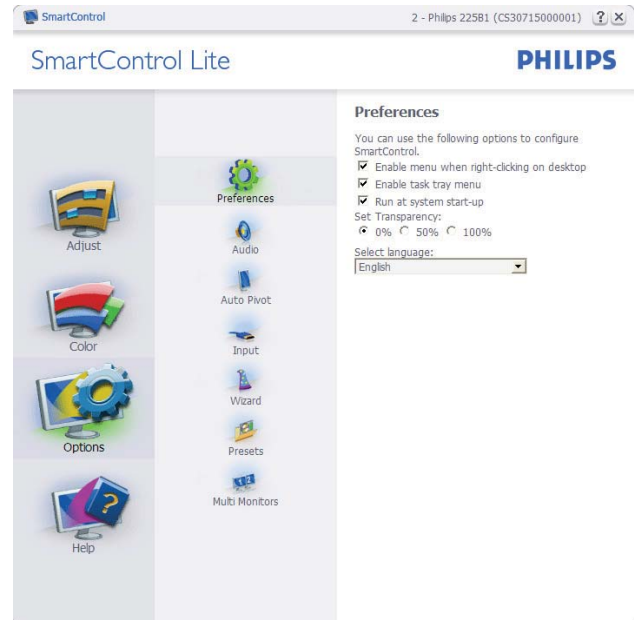 SmartControl
2 - Philips 225B1 (CS30715000001)
?
SmartControl Lite
PHILIPS
Adjust
Color
Options
?
Help
Preferences
Audio
Auto Pivot
Input
Wizard
Presets
1 2
Multi Monitors
Preferences
You can use the following options to configure
SmartControl.
Enable menu when right-clicking on desktop
Enable task tray menu
Run at system start-up
Set Transparency:
0% 50% 100%
Select language:
English